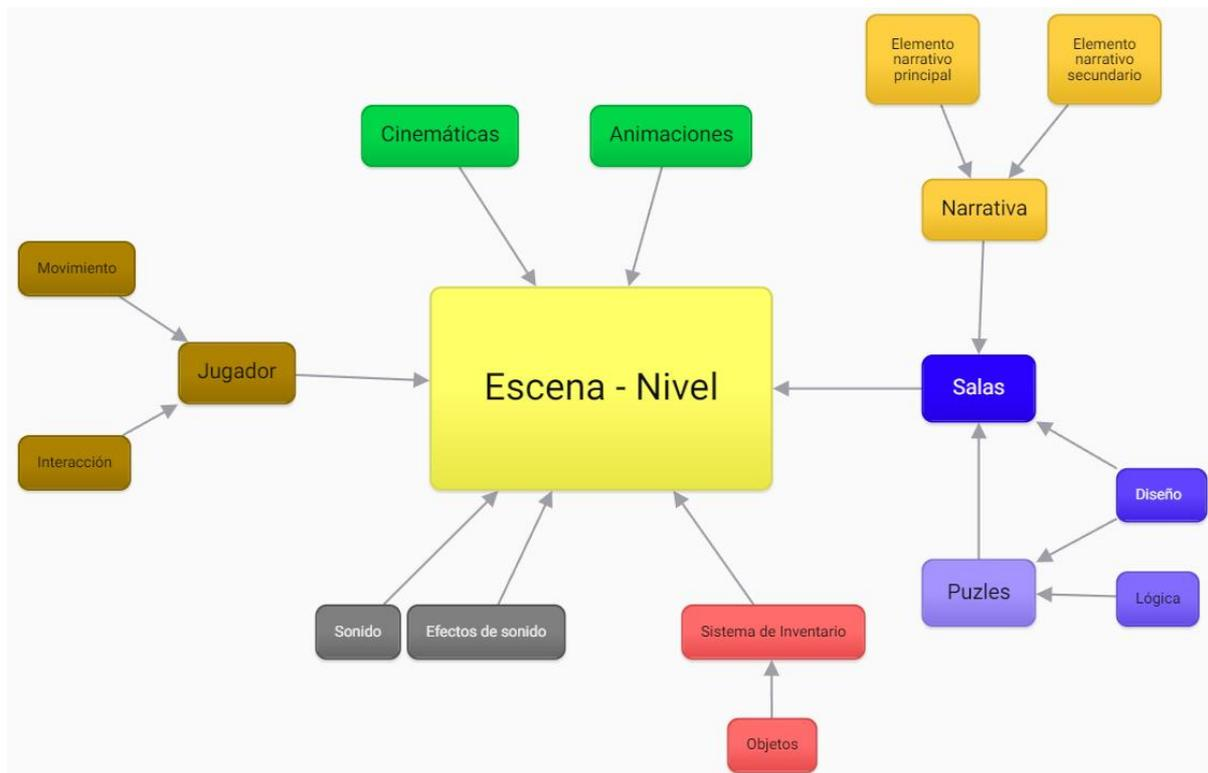 Elemento
narrativo
principal
Elemento
narrativo
secundario
Cinemáticas
Animaciones
Narrativa
Movimiento
Jugador
Escena - Nivel
Salas
Interacción
Diseño
Puzles
Lógica
Sonido
Efectos de sonido
Sistema de Inventario
Objetos